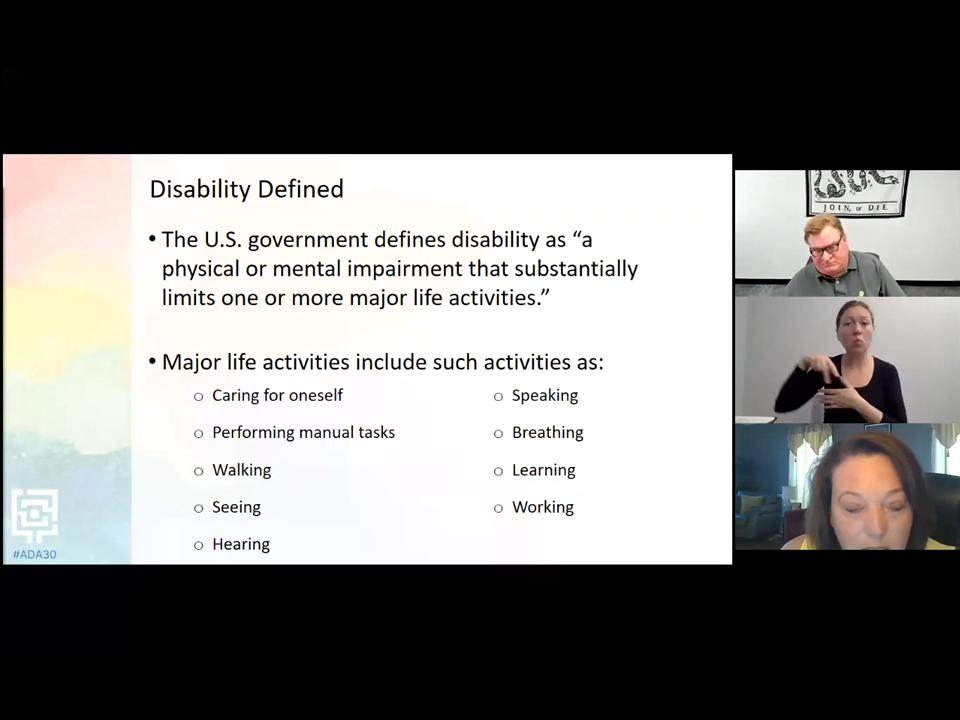 Disability Defined
• The U.S. government defines disability as “a
physical or mental impairment that substantially
limits one or more major life activities.”
• Major life activities include such activities as:
o Caring for oneself
o Performing manual tasks
o Walking
o Seeing
o Hearing
o Speaking
o Breathing
o Learning
o Working
#ADA30
JOIN, or DIE